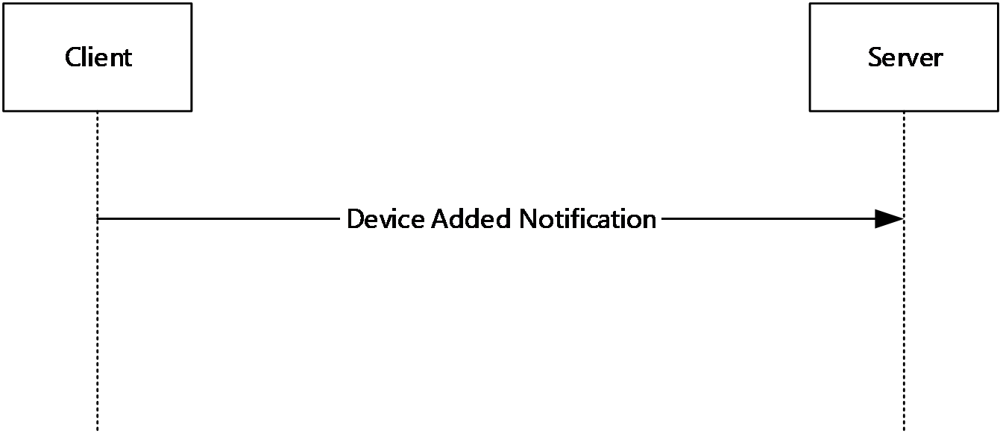 Client
Server
Device Added Notification